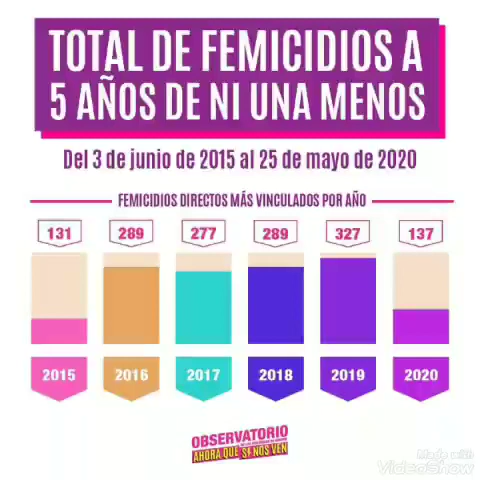 TOTAL DE FEMICIDIOS A
5 AÑOS DE NI UNA MENOS
Del 3 de junio de 2015 al 25 de mayo de 2020
FEMICIDIOS DIRECTOS MÁS VINCULADOS POR AÑO
131 289 277 289 327 137
2015 2016 2017 2018 2019 2020
OBSERVATORIO
AHORA QUE SÍ NOS VEN
Made with
VideoShow